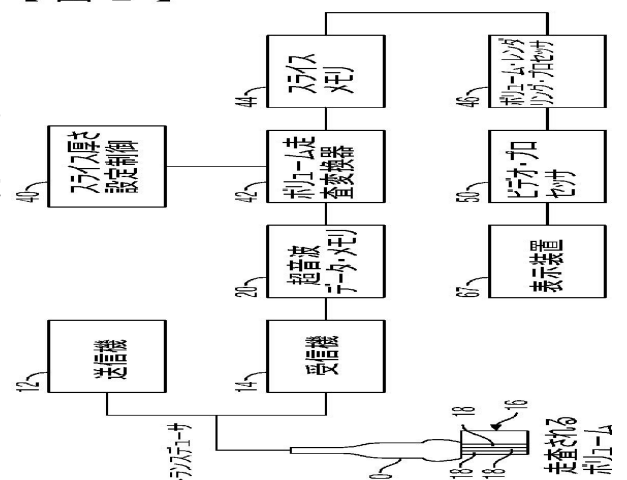 40
スライス厚さ
設定制御
44
スライス
メモリ
46
ボリューム・レンダ
リング・プロセッサ
42
ボリューム走
査変換器
50
ビデオ・プロ
セッサ
20
超音波
データ・メモリ
67
表示装置
12
送信機
14
受信機
ランスデューサ
0
18
18
18
16
走査される
ボリューム